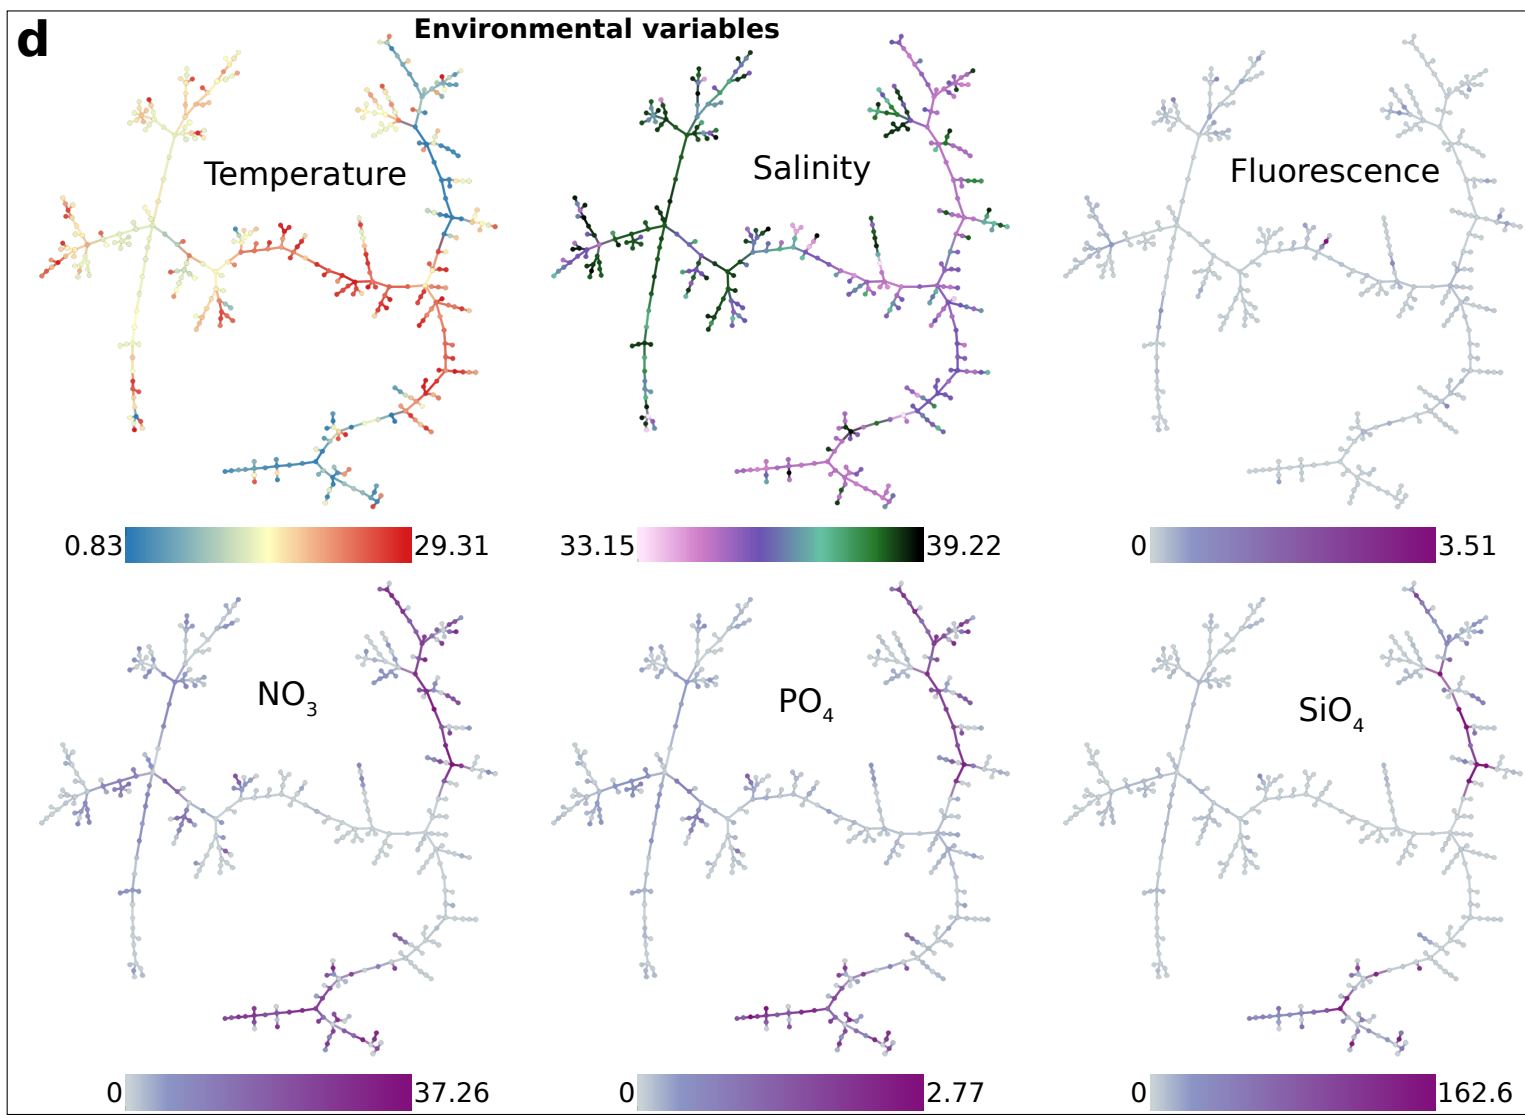 d
Environmental variables
Temperature
Salinity
Fluorescence
0.83 29.31
33.15 39.22
0 3.51
NO₃
PO₄
SiO₄
0 37.26
0 2.77
0 162.6